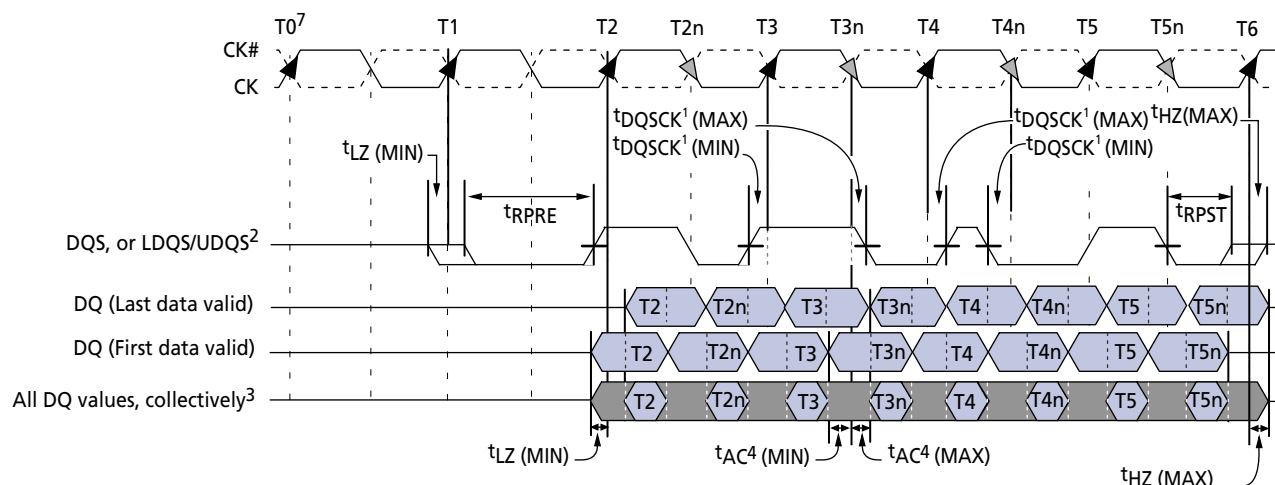 T0⁷ T1 T2 T2n T3 T3n T4 T4n T5 T5n T6
CK#
CK
tDQSCK¹ (MAX) tDQSCK¹ (MAX) tHZ(MAX)
tLZ (MIN) tDQSCK¹ (MIN) tDQSCK¹ (MIN)
tRPRE tRPST
DQS, or LDQS/UDQS²
DQ (Last data valid) T2 T2n T3 T3n T4 T4n T5 T5n
DQ (First data valid) T2 T2n T3 T3n T4 T4n T5 T5n
All DQ values, collectively³ T2 T2n T3 T3n T4 T4n T5 T5n
tLZ (MIN) tAC⁴ (MIN) tAC⁴ (MAX)
tHZ (MAX)